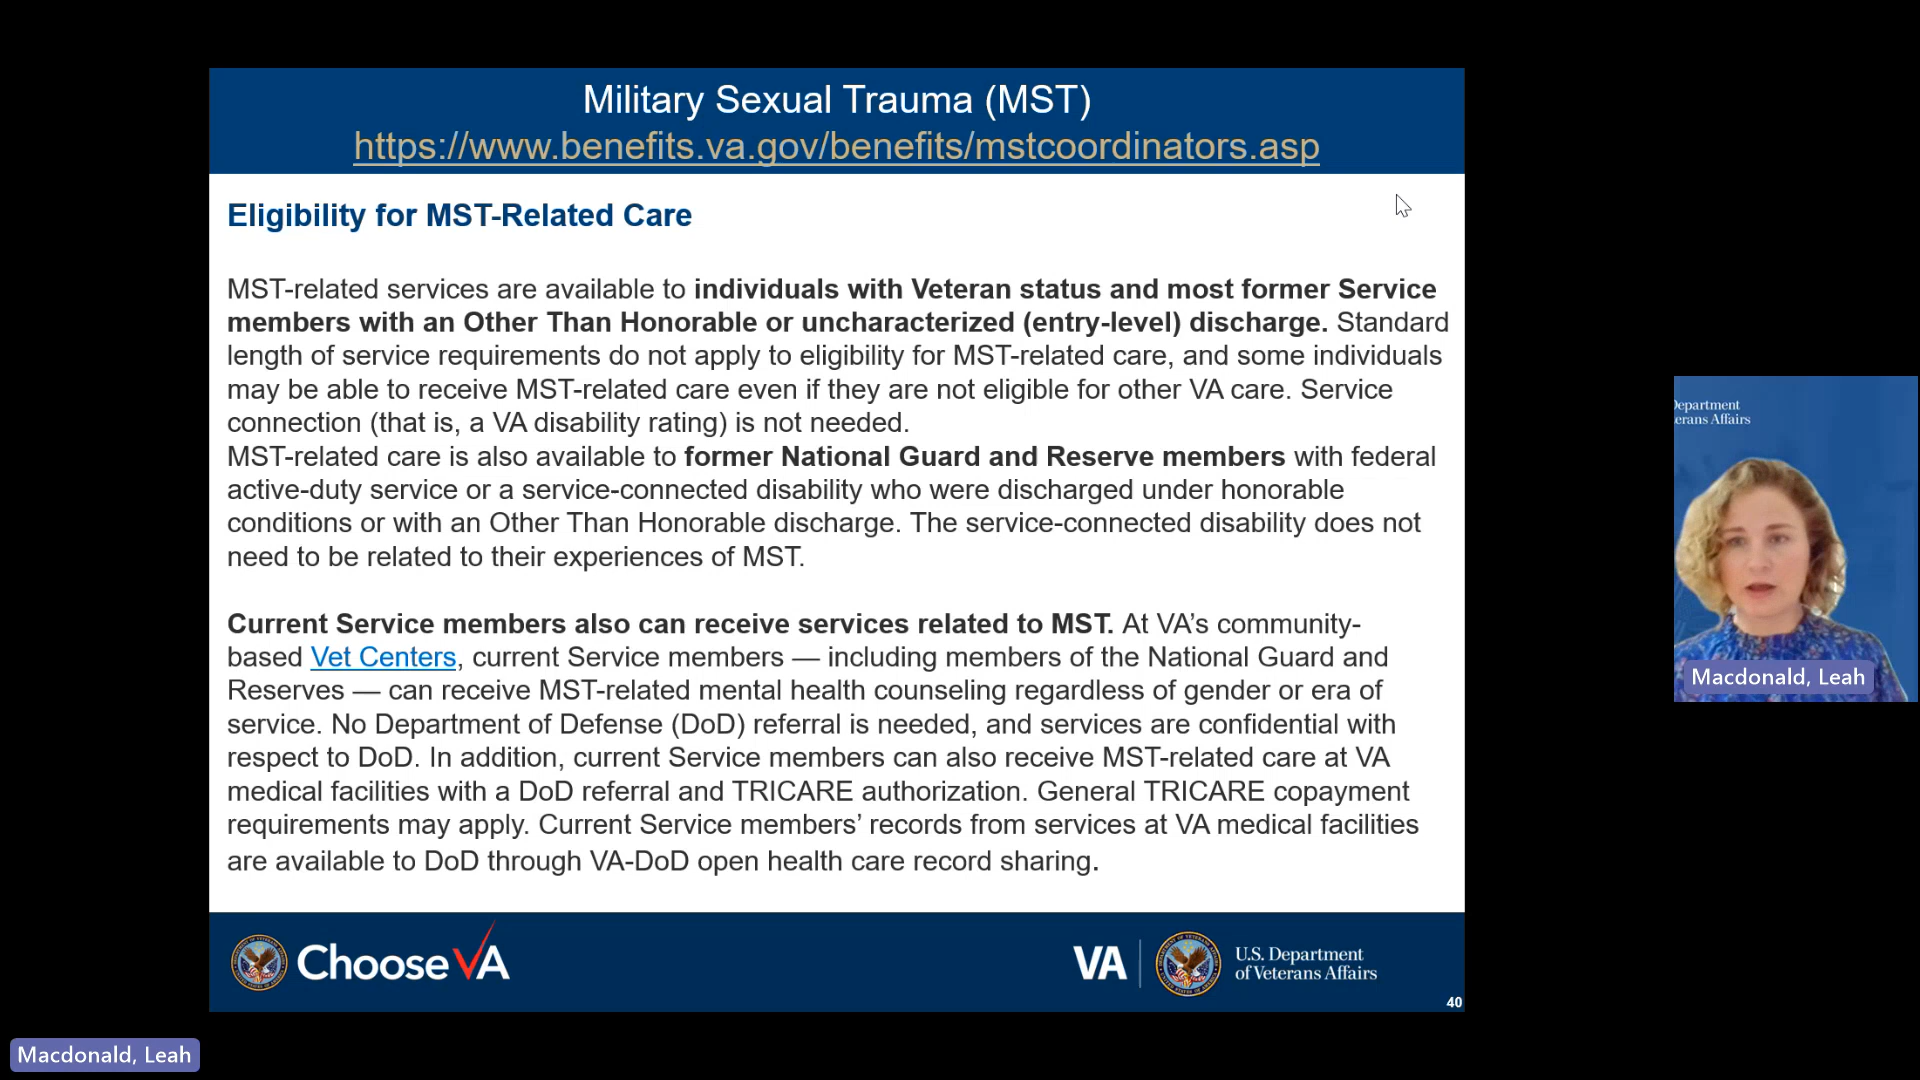 Military Sexual Trauma (MST)
https://www.benefits.va.gov/benefits/mstcoordinators.asp
Eligibility for MST-Related Care
MST-related services are available to individuals with Veteran status and most former Service
members with an Other Than Honorable or uncharacterized (entry-level) discharge. Standard
length of service requirements do not apply to eligibility for MST-related care, and some individuals
may be able to receive MST-related care even if they are not eligible for other VA care. Service
connection (that is, a VA disability rating) is not needed.
MST-related care is also available to former National Guard and Reserve members with federal
active-duty service or a service-connected disability who were discharged under honorable
conditions or with an Other Than Honorable discharge. The service-connected disability does not
need to be related to their experiences of MST.
Current Service members also can receive services related to MST. At VA’s community-
based Vet Centers, current Service members — including members of the National Guard and
Reserves — can receive MST-related mental health counseling regardless of gender or era of
service. No Department of Defense (DoD) referral is needed, and services are confidential with
respect to DoD. In addition, current Service members can also receive MST-related care at VA
medical facilities with a DoD referral and TRICARE authorization. General TRICARE copayment
requirements may apply. Current Service members’ records from services at VA medical facilities
are available to DoD through VA-DoD open health care record sharing.
Choose VA
VA
U.S. Department
of Veterans Affairs
40
epartment
erans Affairs
Macdonald, Leah
Macdonald, Leah